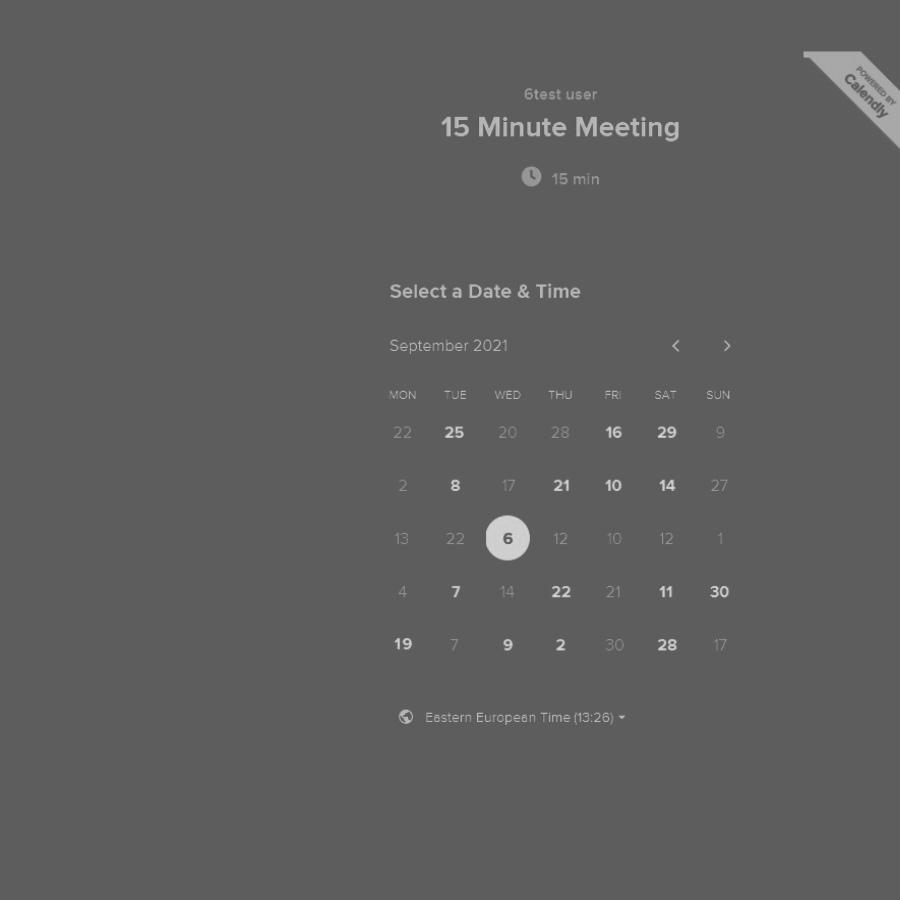 POWERED BY
Calendly
6test user
15 Minute Meeting
15 min
Select a Date & Time
September 2021
MON TUE WED THU FRI SAT SUN
22 25 20 28 16 29 9
2 8 17 21 10 14 27
13 22 6 12 10 12 1
4 7 14 22 21 11 30
19 7 9 2 30 28 17
Eastern European Time (13:26)